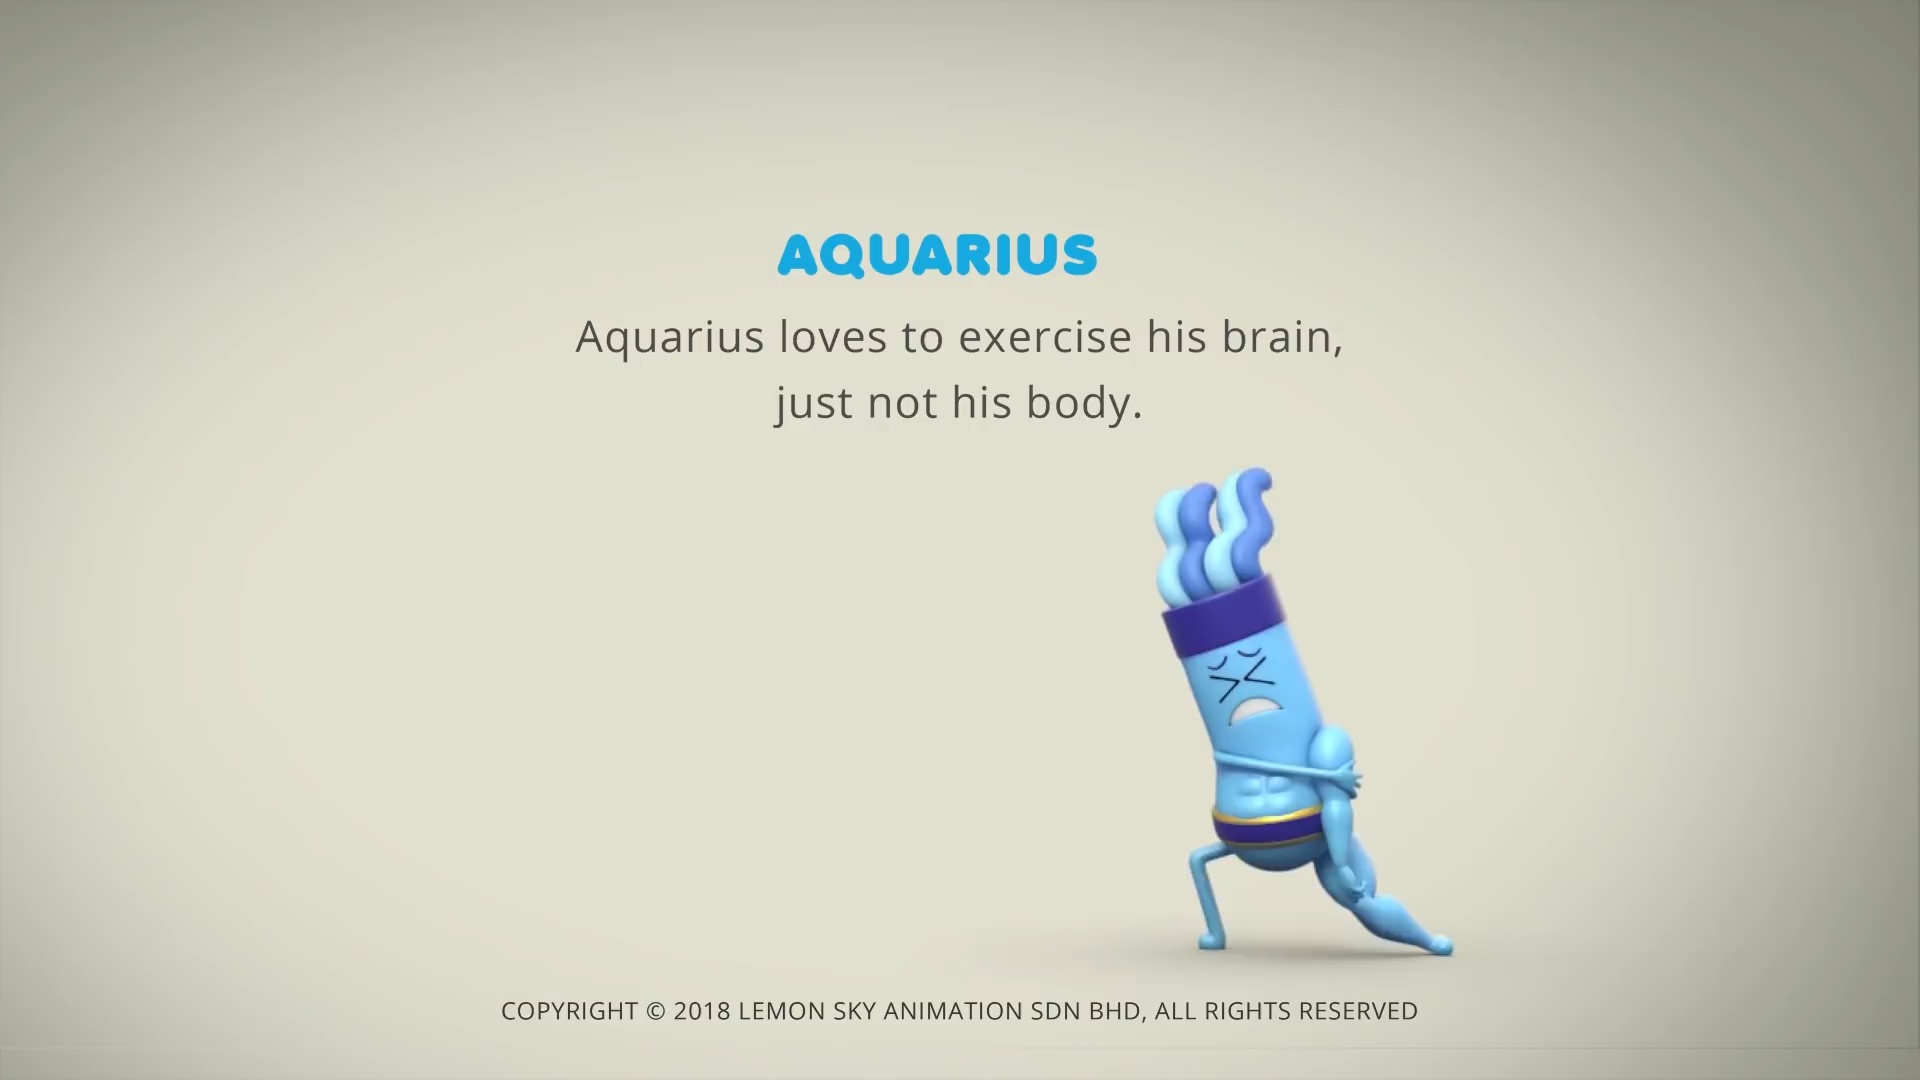 AQUARIUS
Aquarius loves to exercise his brain,
just not his body.
COPYRIGHT © 2018 LEMON SKY ANIMATION SDN BHD, ALL RIGHTS RESERVED